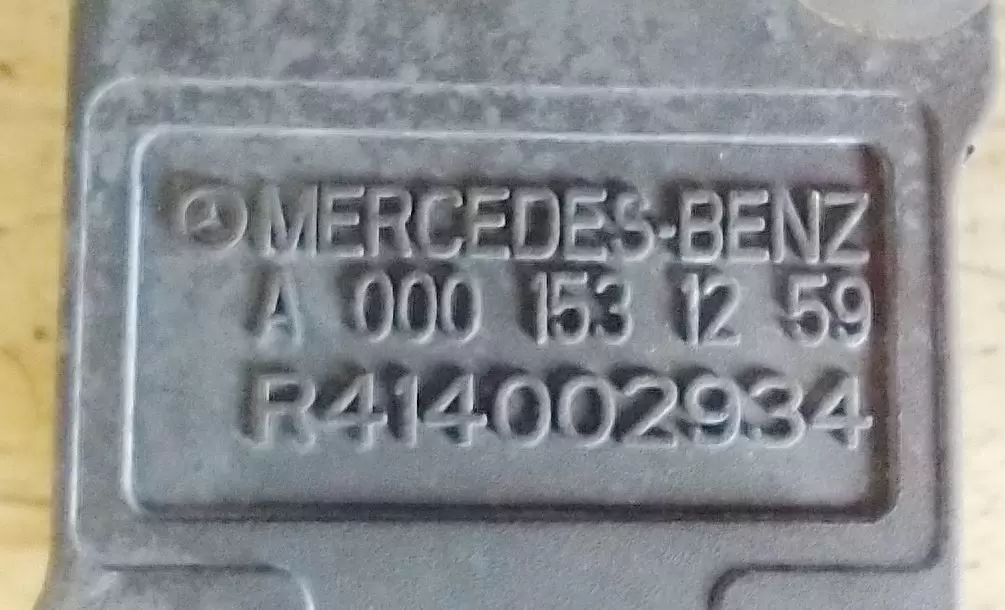 MERCEDES-BENZ
A 000 153 12 59
R414002934